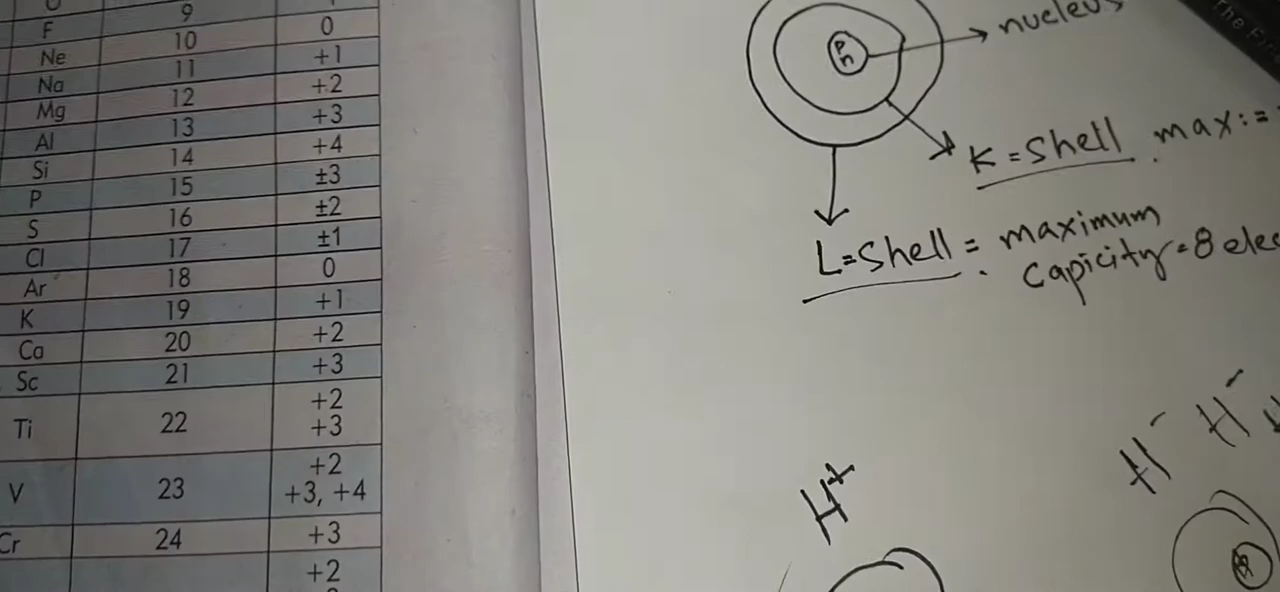 F 9
Ne 10 0
Na 11 +1
Mg 12 +2
Al 13 +3
Si 14 +4
P 15 ±3
S 16 ±2
Cl 17 ±1
Ar 18 0
K 19 +1
Ca 20 +2
Sc 21 +3
Ti 22 +2
+3
V 23 +2
+3, +4
Cr 24 +3
+2
nucleus
P
n
K=Shell . max:=
L=Shell = maximum
. Capicity=8 elec
H+
H-
H-
The